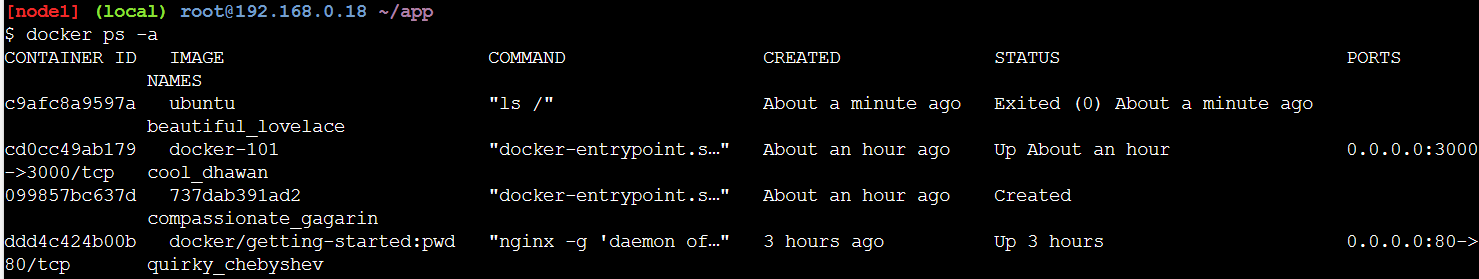 [node1] (local) root@192.168.0.18 ~/app
$ docker ps -a
CONTAINER ID   IMAGE                        COMMAND                  CREATED              STATUS                          PORTS
             NAMES
c9afc8a9597a   ubuntu                       "ls /"                   About a minute ago   Exited (0) About a minute ago
             beautiful_lovelace
cd0cc49ab179   docker-101                   "docker-entrypoint.s…"   About an hour ago    Up About an hour                0.0.0.0:3000
->3000/tcp   cool_dhawan
099857bc637d   737dab391ad2                 "docker-entrypoint.s…"   About an hour ago    Created
             compassionate_gagarin
ddd4c424b00b   docker/getting-started:pwd   "nginx -g 'daemon of…"   3 hours ago          Up 3 hours                      0.0.0.0:80->
80/tcp       quirky_chebyshev